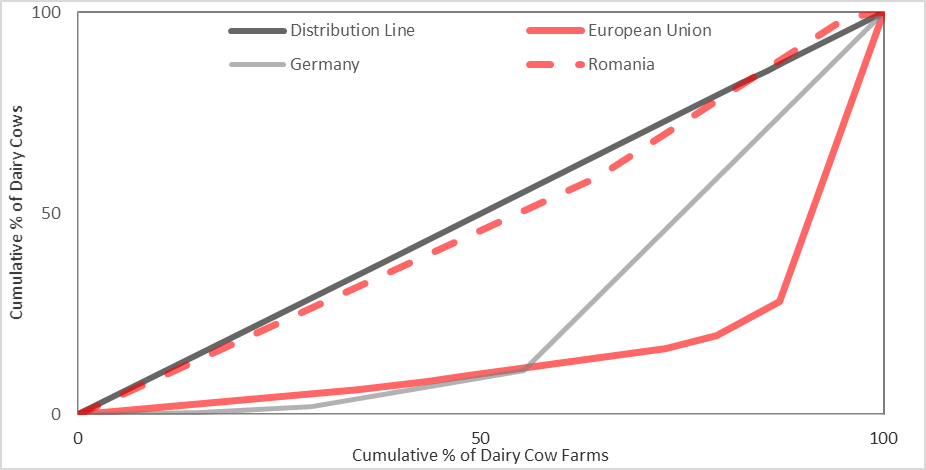 100
Distribution Line
European Union
Germany
Romania
Cumulative % of Dairy Cows
50
0
0
50
100
Cumulative % of Dairy Cow Farms